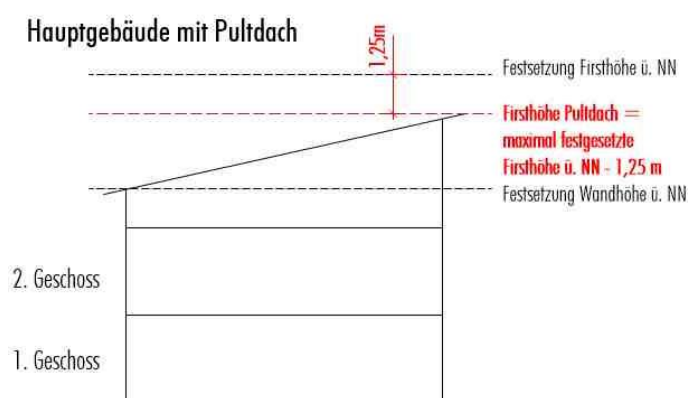 Hauptgebäude mit Pultdach
1,25m
Festsetzung Firsthöhe ü. NN
Firsthöhe Pultdach =
maximal festgesetzte
Firsthöhe ü. NN - 1,25 m
Festsetzung Wandhöhe ü. NN
2. Geschoss
1. Geschoss